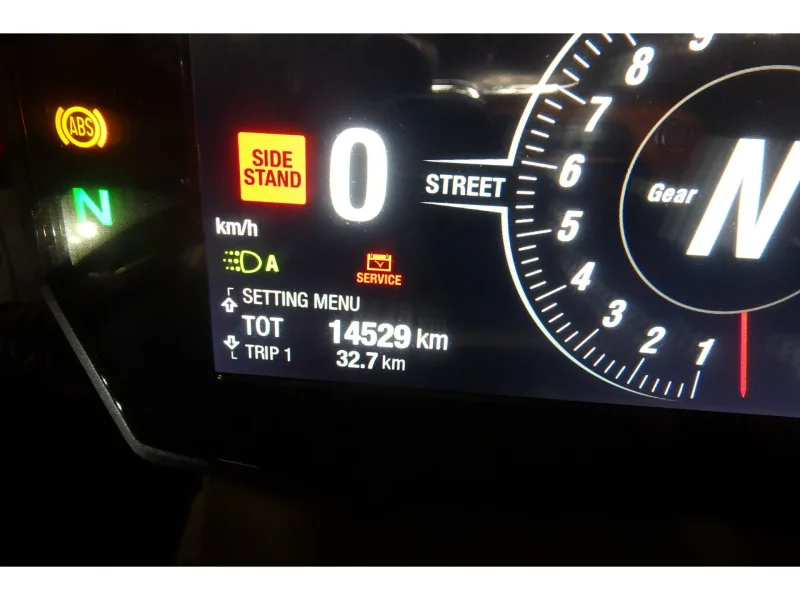 ABS
N
SIDE
STAND
0
km/h
A
SERVICE
SETTING MENU
TOT 14529 km
TRIP 1 32.7 km
STREET
9
8
7
6
5
4
3
2
1
Gear N